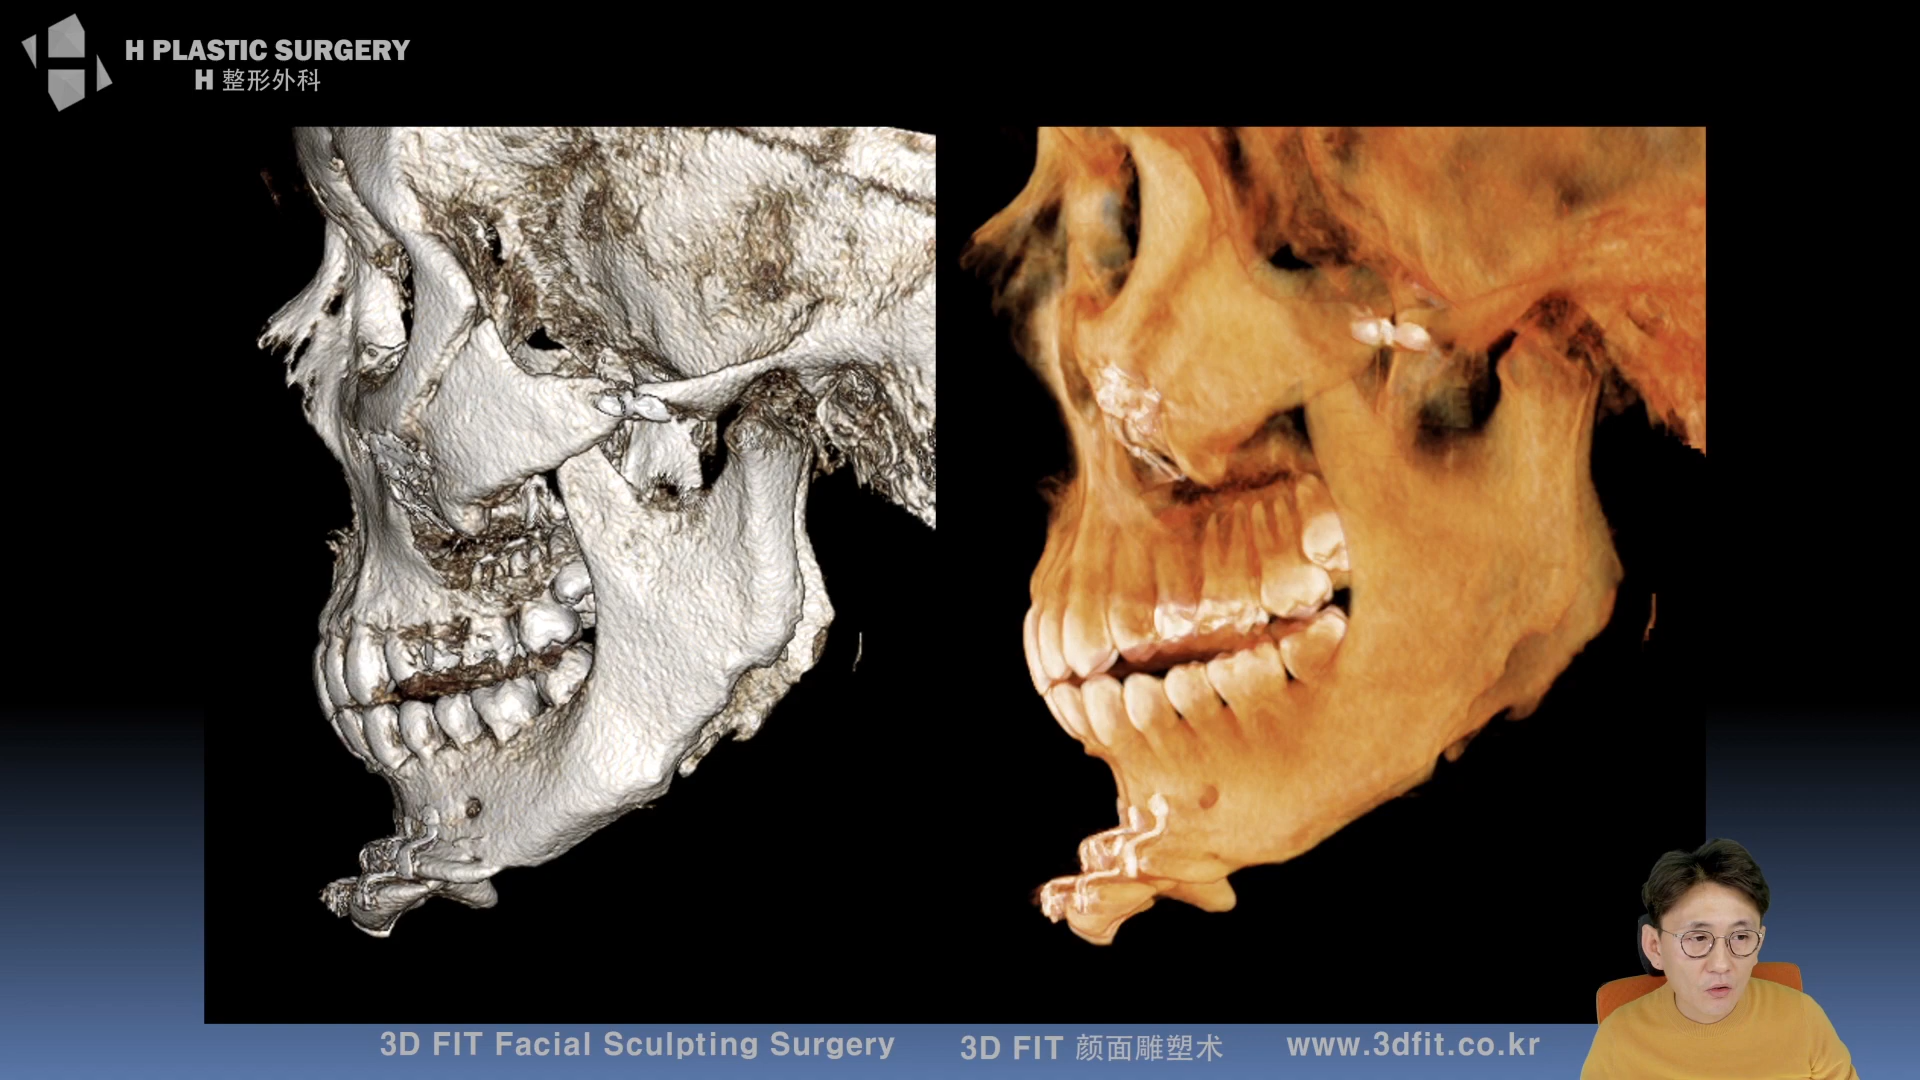 H PLASTIC SURGERY
H 整形外科
3D FIT Facial Sculpting Surgery 3D FIT 颜面雕塑术 www.3dfit.co.kr